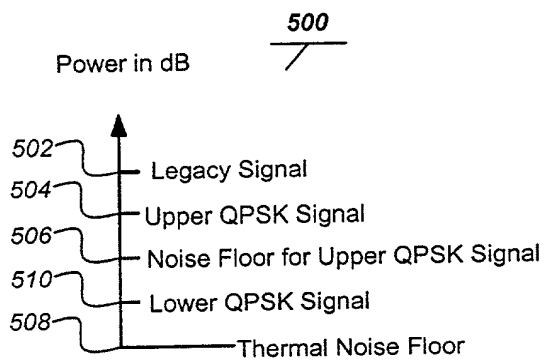 500
Power in dB
502 Legacy Signal
504 Upper QPSK Signal
506 Noise Floor for Upper QPSK Signal
510 Lower QPSK Signal
508 Thermal Noise Floor